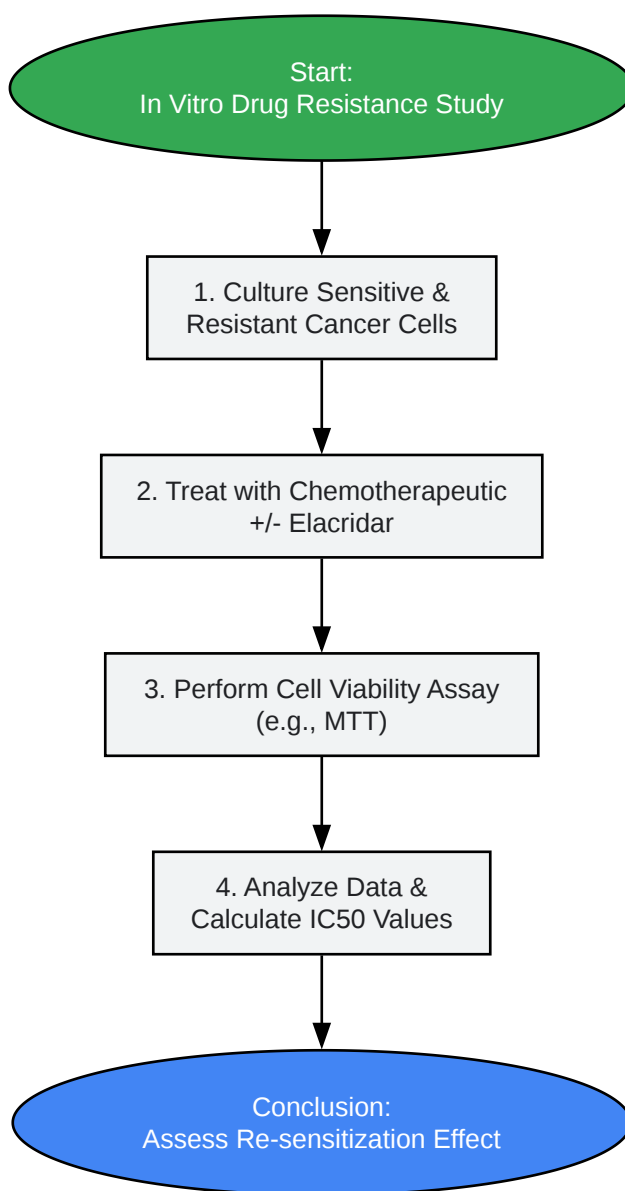 Start:
In Vitro Drug Resistance Study
1. Culture Sensitive &
Resistant Cancer Cells
2. Treat with Chemotherapeutic
+/- Elacridar
3. Perform Cell Viability Assay
(e.g., MTT)
4. Analyze Data &
Calculate IC50 Values
Conclusion:
Assess Re-sensitization Effect